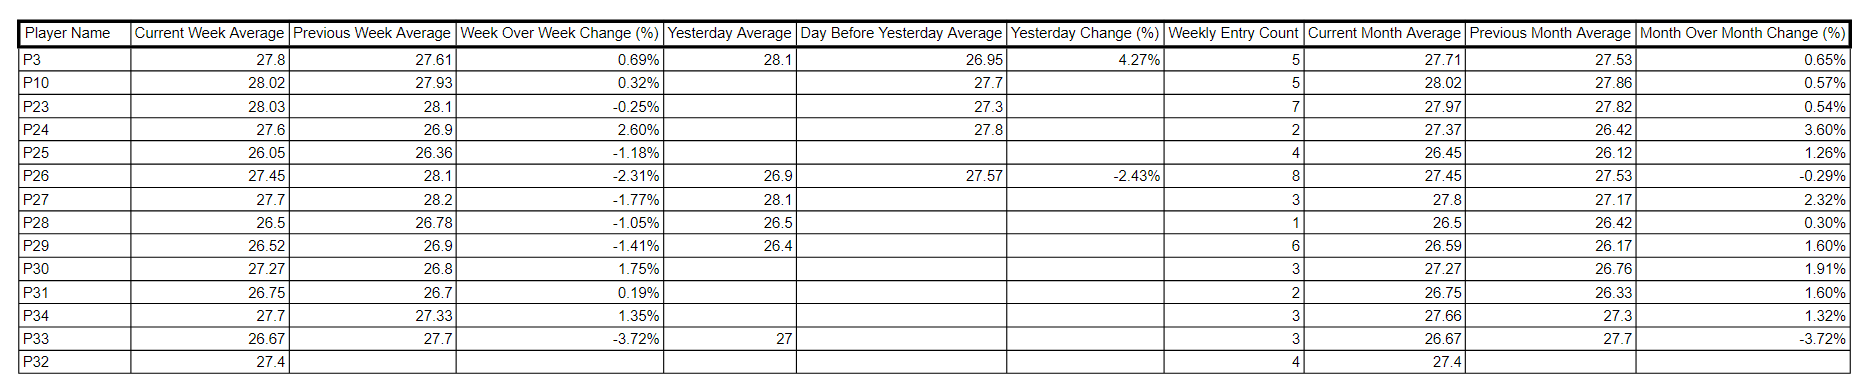 Player Name Current Week Average Previous Week Average Week Over Week Change (%) Yesterday Average Day Before Yesterday Average Yesterday Change (%) Weekly Entry Count Current Month Average Previous Month Average Month Over Month Change (%)
P3 27.8 27.61 0.69% 28.1 26.95 4.27% 5 27.71 27.53 0.65%
P10 28.02 27.93 0.32% 27.7 5 28.02 27.86 0.57%
P23 28.03 28.1 -0.25% 27.3 7 27.97 27.82 0.54%
P24 27.6 26.9 2.60% 27.8 2 27.37 26.42 3.60%
P25 26.05 26.36 -1.18% 4 26.45 26.12 1.26%
P26 27.45 28.1 -2.31% 26.9 27.57 -2.43% 8 27.45 27.53 -0.29%
P27 27.7 28.2 -1.77% 28.1 3 27.8 27.17 2.32%
P28 26.5 26.78 -1.05% 26.5 1 26.5 26.42 0.30%
P29 26.52 26.9 -1.41% 26.4 6 26.59 26.17 1.60%
P30 27.27 26.8 1.75% 3 27.27 26.76 1.91%
P31 26.75 26.7 0.19% 2 26.75 26.33 1.60%
P34 27.7 27.33 1.35% 3 27.66 27.3 1.32%
P33 26.67 27.7 -3.72% 27 3 26.67 27.7 -3.72%
P32 27.4 4 27.4